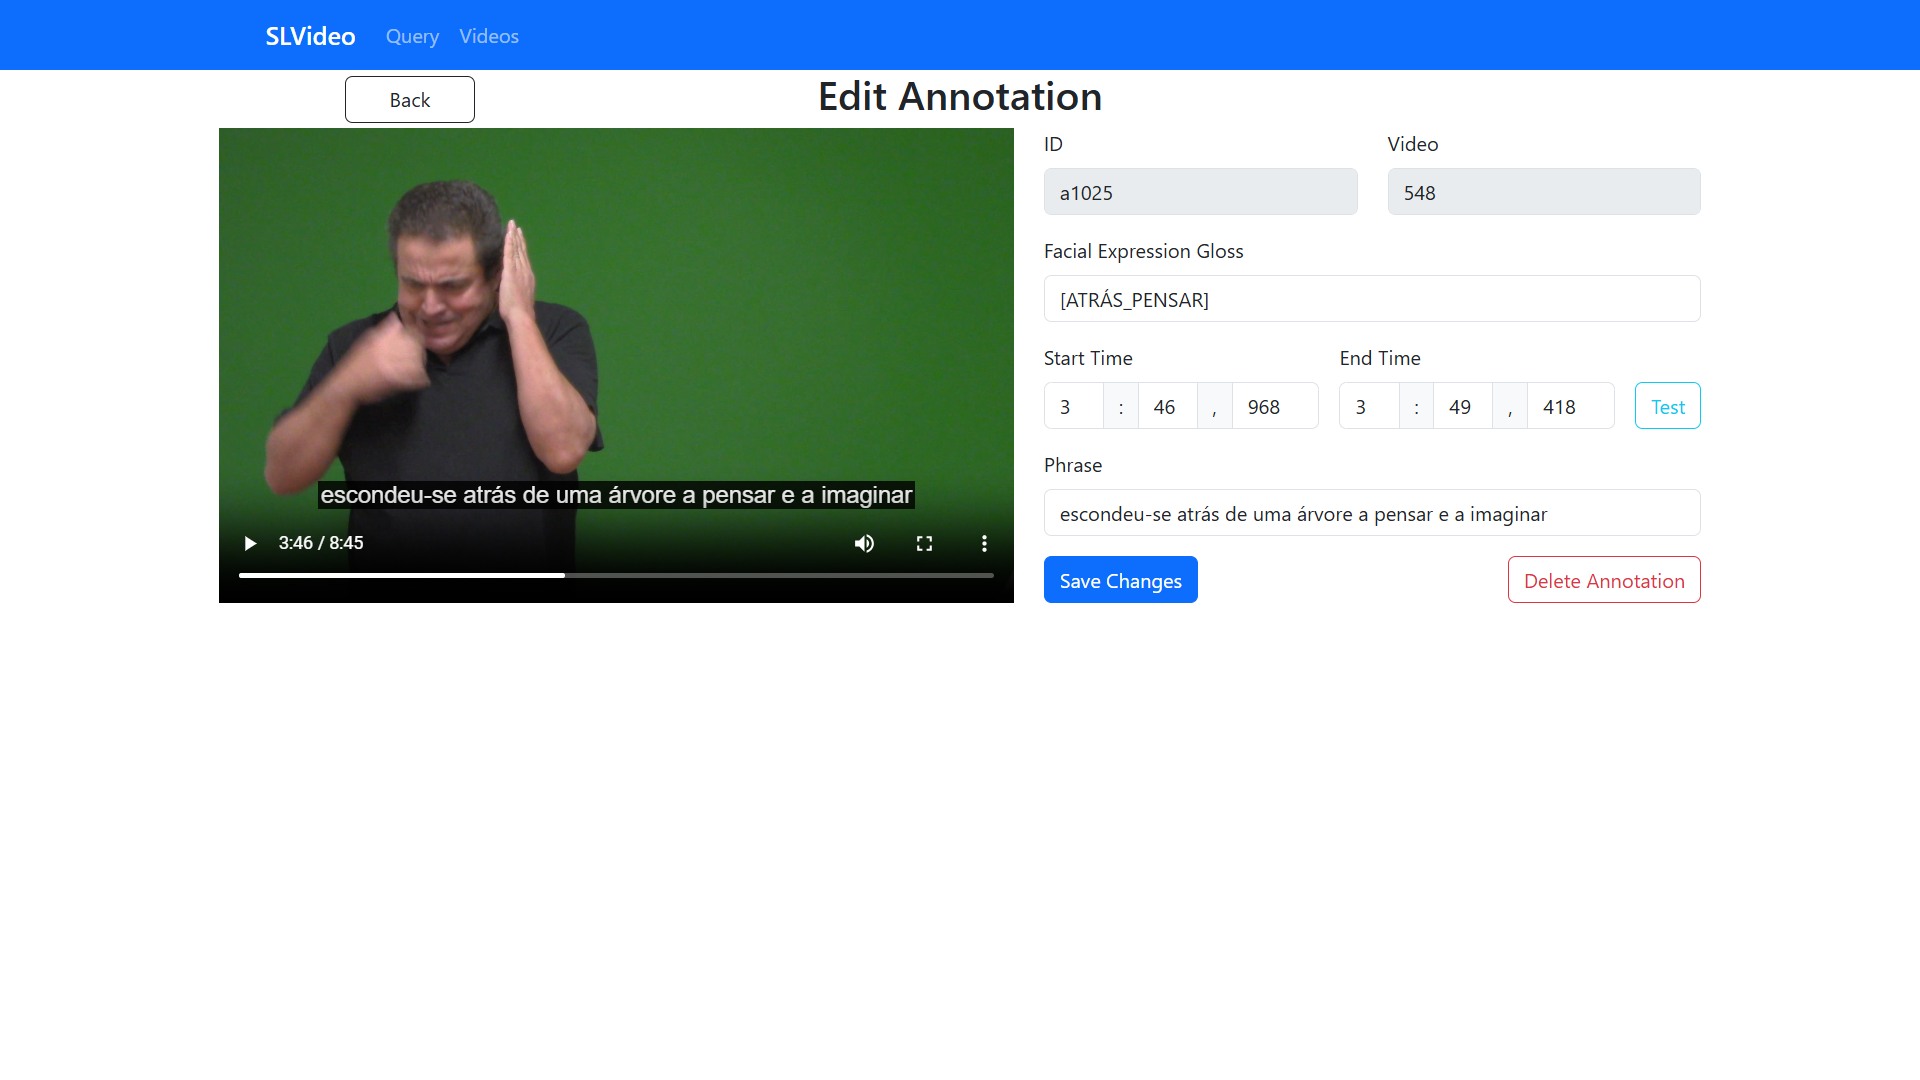 SLVideo Query Videos
Back
Edit Annotation
escondeu-se atrás de uma árvore a pensar e a imaginar
3:46 / 8:45
ID Video
a1025 548
Facial Expression Gloss
[ATRÁS_PENSAR]
Start Time End Time
3 : 46 , 968 3 : 49 , 418 Test
Phrase
escondeu-se atrás de uma árvore a pensar e a imaginar
Save Changes Delete Annotation